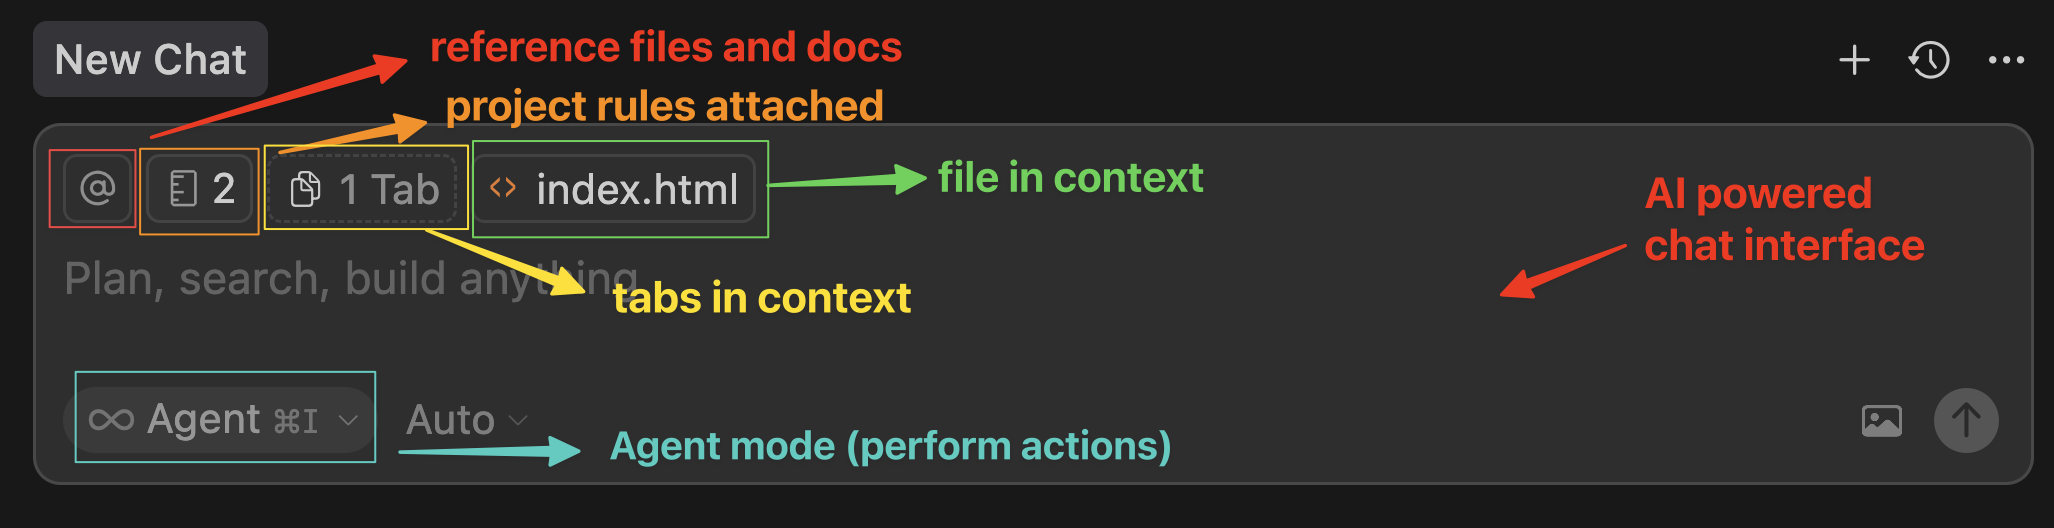 New Chat
reference files and docs
project rules attached
@ 2 1 Tab <> index.html
file in context
AI powered
chat interface
Plan, search, build anything
tabs in context
Agent ⌘I Auto
Agent mode (perform actions)